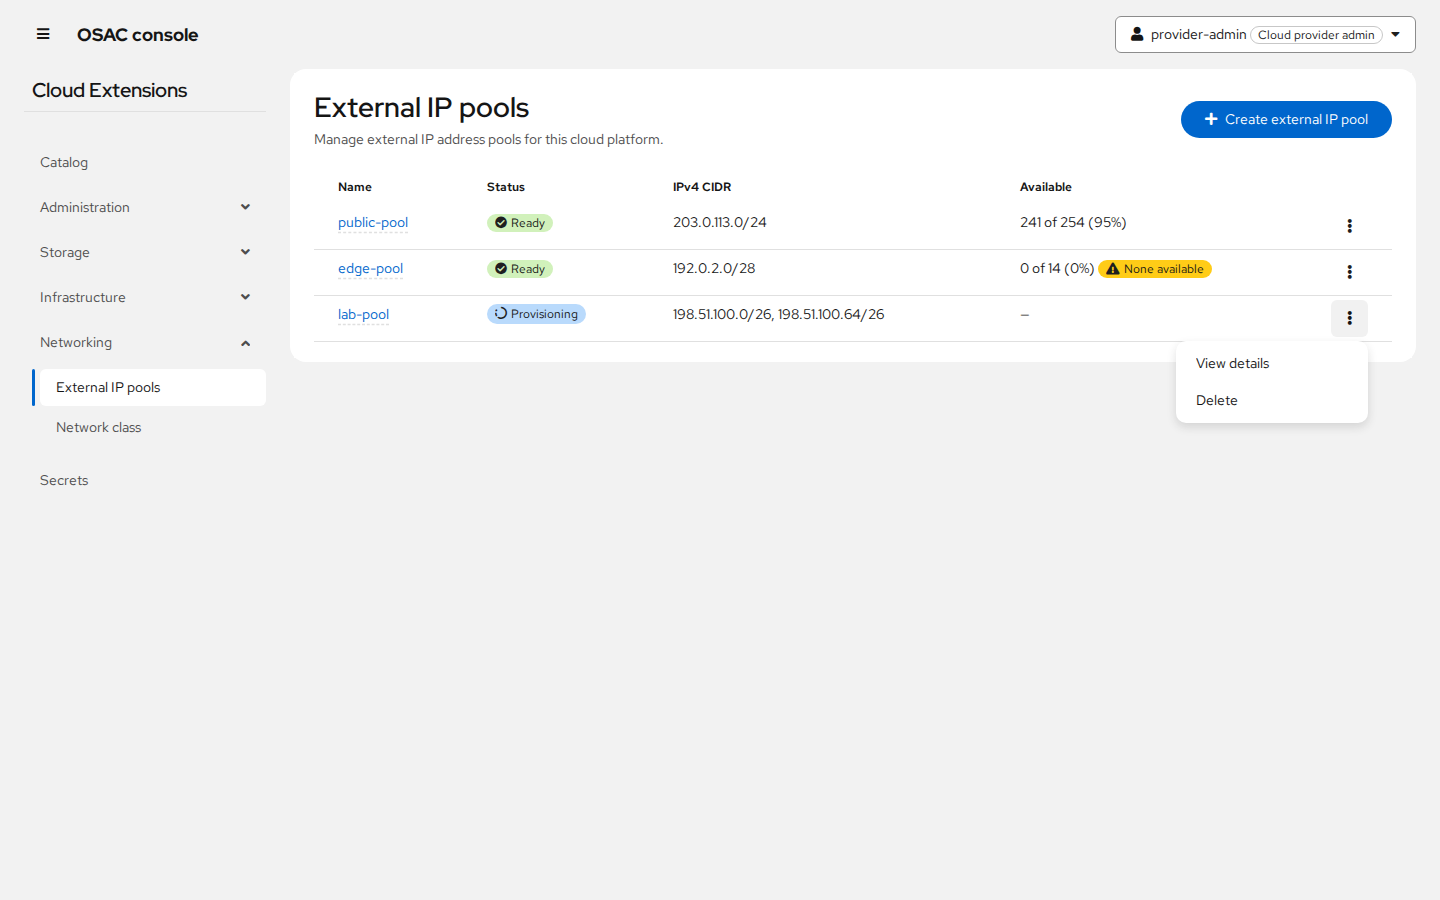 OSAC console
provider-admin Cloud provider admin
Cloud Extensions
Catalog
Administration
Storage
Infrastructure
Networking
External IP pools
Network class
Secrets
External IP pools
Manage external IP address pools for this cloud platform.
Create external IP pool
Name Status IPv4 CIDR Available
public-pool Ready 203.0.113.0/24 241 of 254 (95%)
edge-pool Ready 192.0.2.0/28 0 of 14 (0%) None available
lab-pool Provisioning 198.51.100.0/26, 198.51.100.64/26 –
View details
Delete